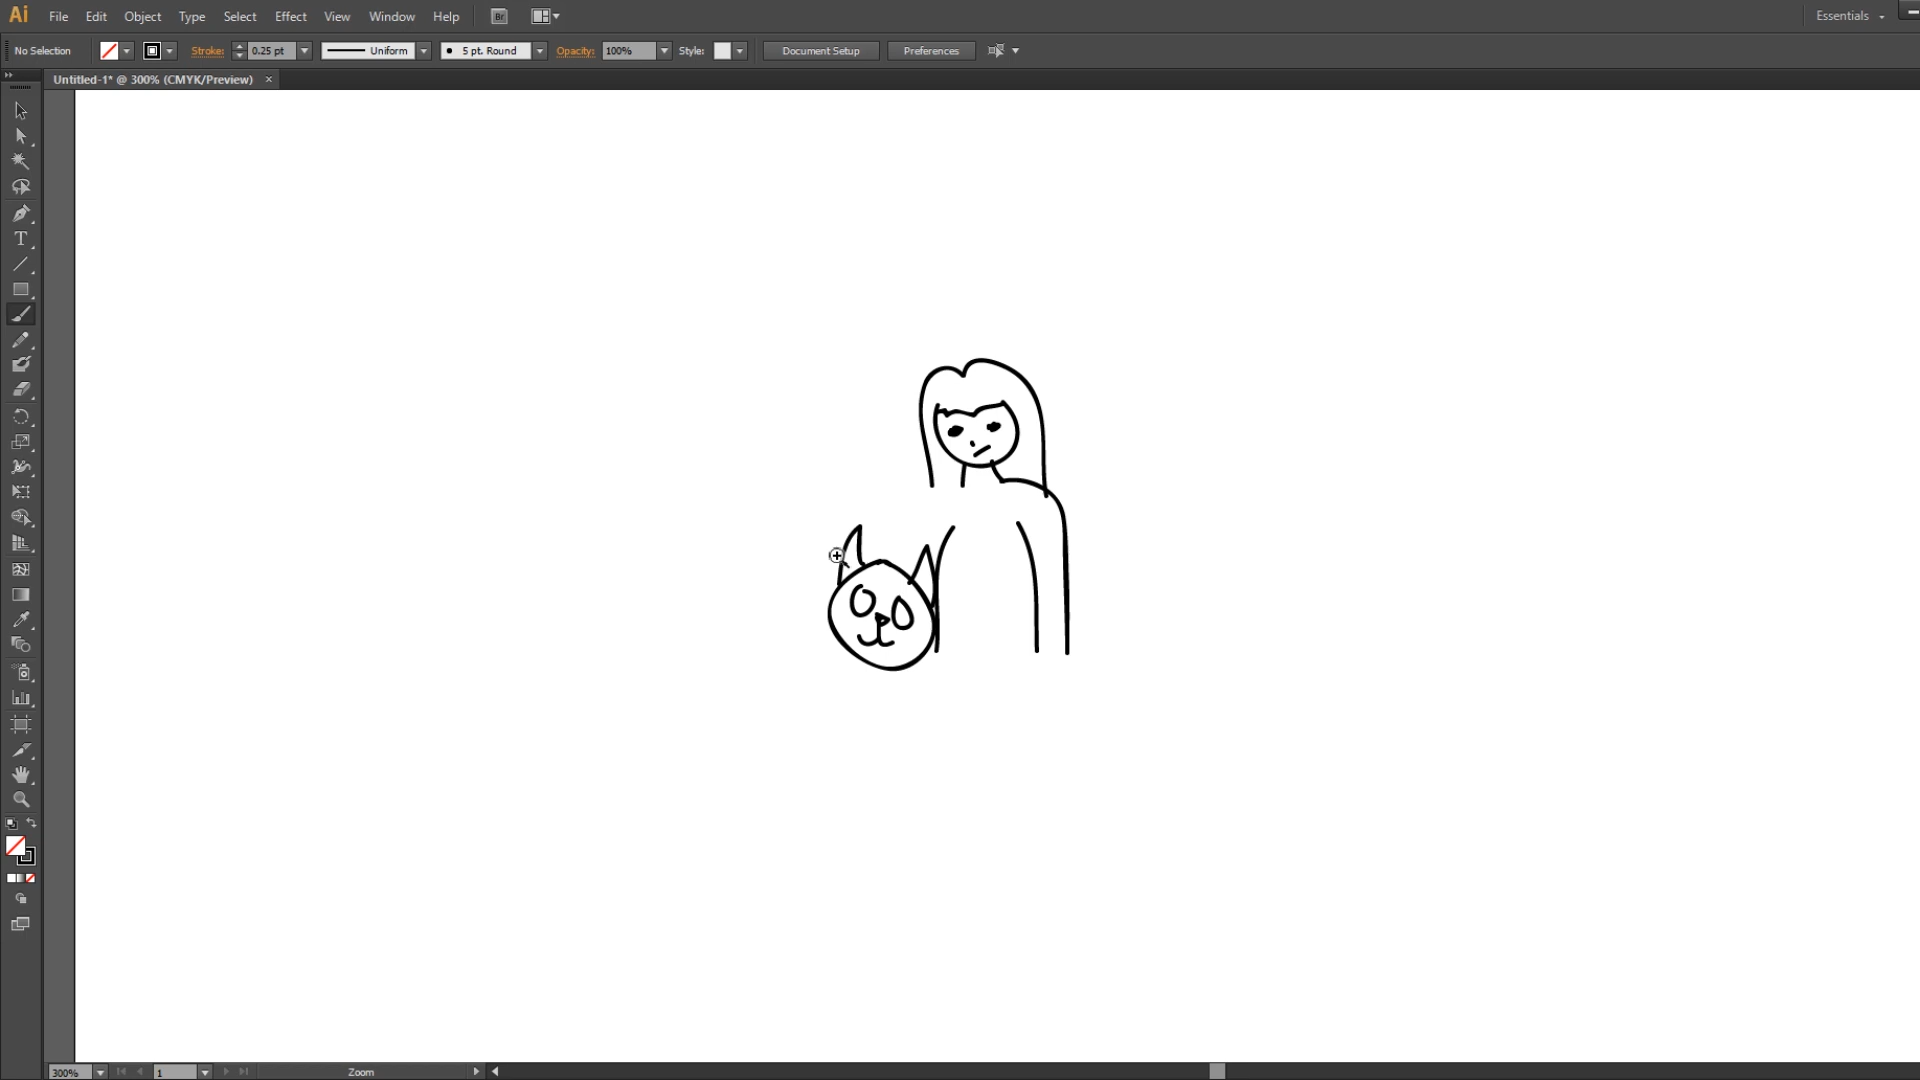 Ai File Edit Object Type Select Effect View Window Help Br Essentials
No Selection Stroke: 0.25 pt Uniform 5 pt. Round Opacity: 100% Style: Document Setup Preferences
Untitled-1* @ 300% (CMYK/Preview) ×
T
300% 1 Zoom